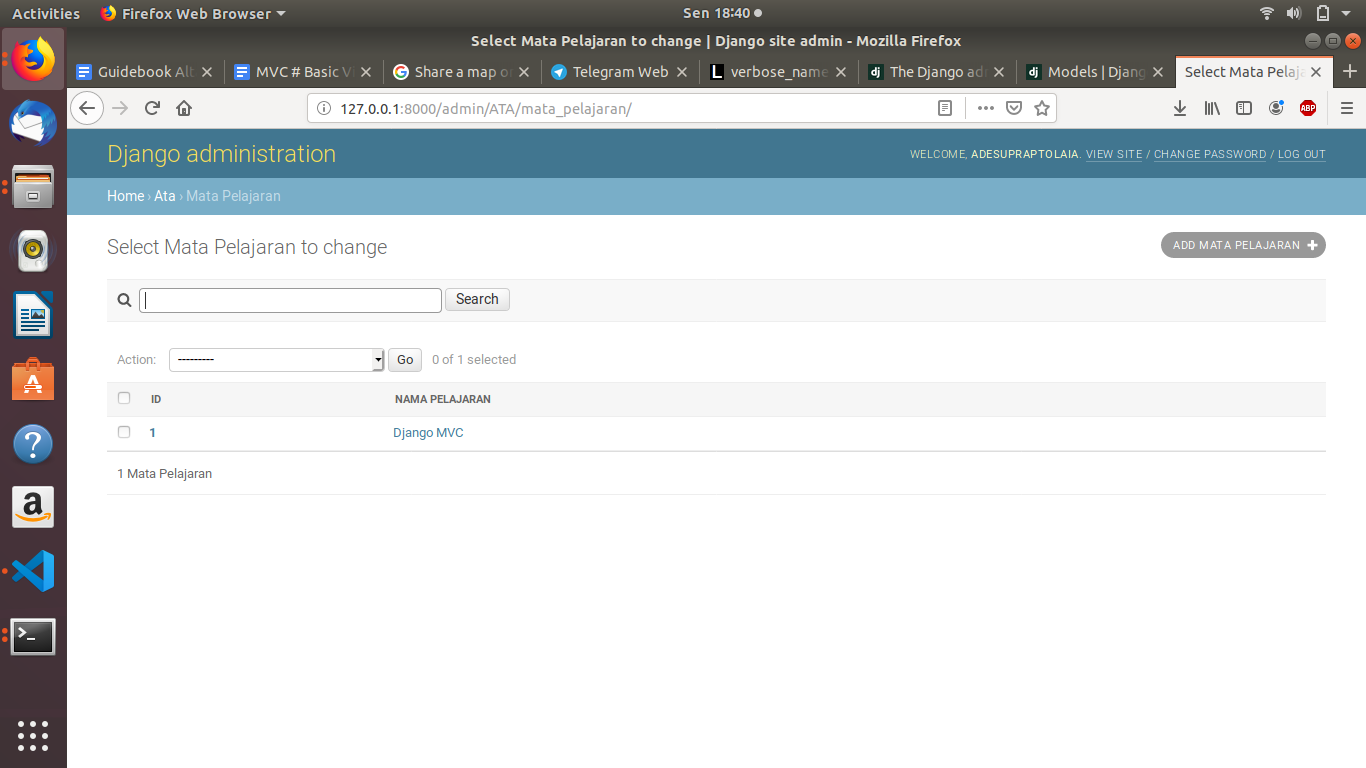 Activities Firefox Web Browser Sen 18:40
Select Mata Pelajaran to change | Django site admin - Mozilla Firefox
Guidebook Alt MVC # Basic V Share a map or Telegram Web verbose_name The Django ad Models | Djang Select Mata Pelaja
127.0.0.1:8000/admin/ATA/mata_pelajaran/ ABP
Django administration WELCOME, ADESUPRAPTOLAIA. VIEW SITE / CHANGE PASSWORD / LOG OUT
Home › Ata › Mata Pelajaran
Select Mata Pelajaran to change ADD MATA PELAJARAN +
Search
Action: --------- Go 0 of 1 selected
ID NAMA PELAJARAN
1 Django MVC
1 Mata Pelajaran